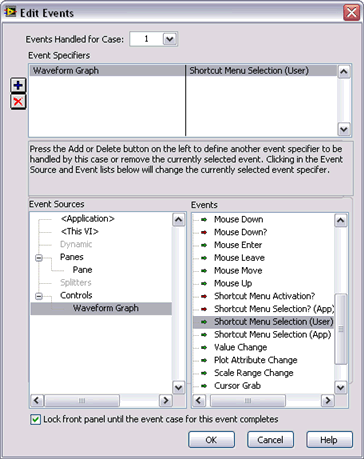 Edit Events
Events Handled for Case: 1
Event Specifiers
Waveform Graph Shortcut Menu Selection (User)
Press the Add or Delete button on the left to define another event specifier to be
handled by this case or remove the currently selected event. Clicking in the Event
Source and Event lists below will change the currently selected event specifer.
Event Sources
<Application>
<This VI>
Dynamic
Panes
Pane
Splitters
Controls
Waveform Graph
Events
Mouse Down
Mouse Down?
Mouse Enter
Mouse Leave
Mouse Move
Mouse Up
Shortcut Menu Activation?
Shortcut Menu Selection? (App)
Shortcut Menu Selection (User)
Shortcut Menu Selection (App)
Value Change
Plot Attribute Change
Scale Range Change
Cursor Grab
Lock front panel until the event case for this event completes
OK Cancel Help